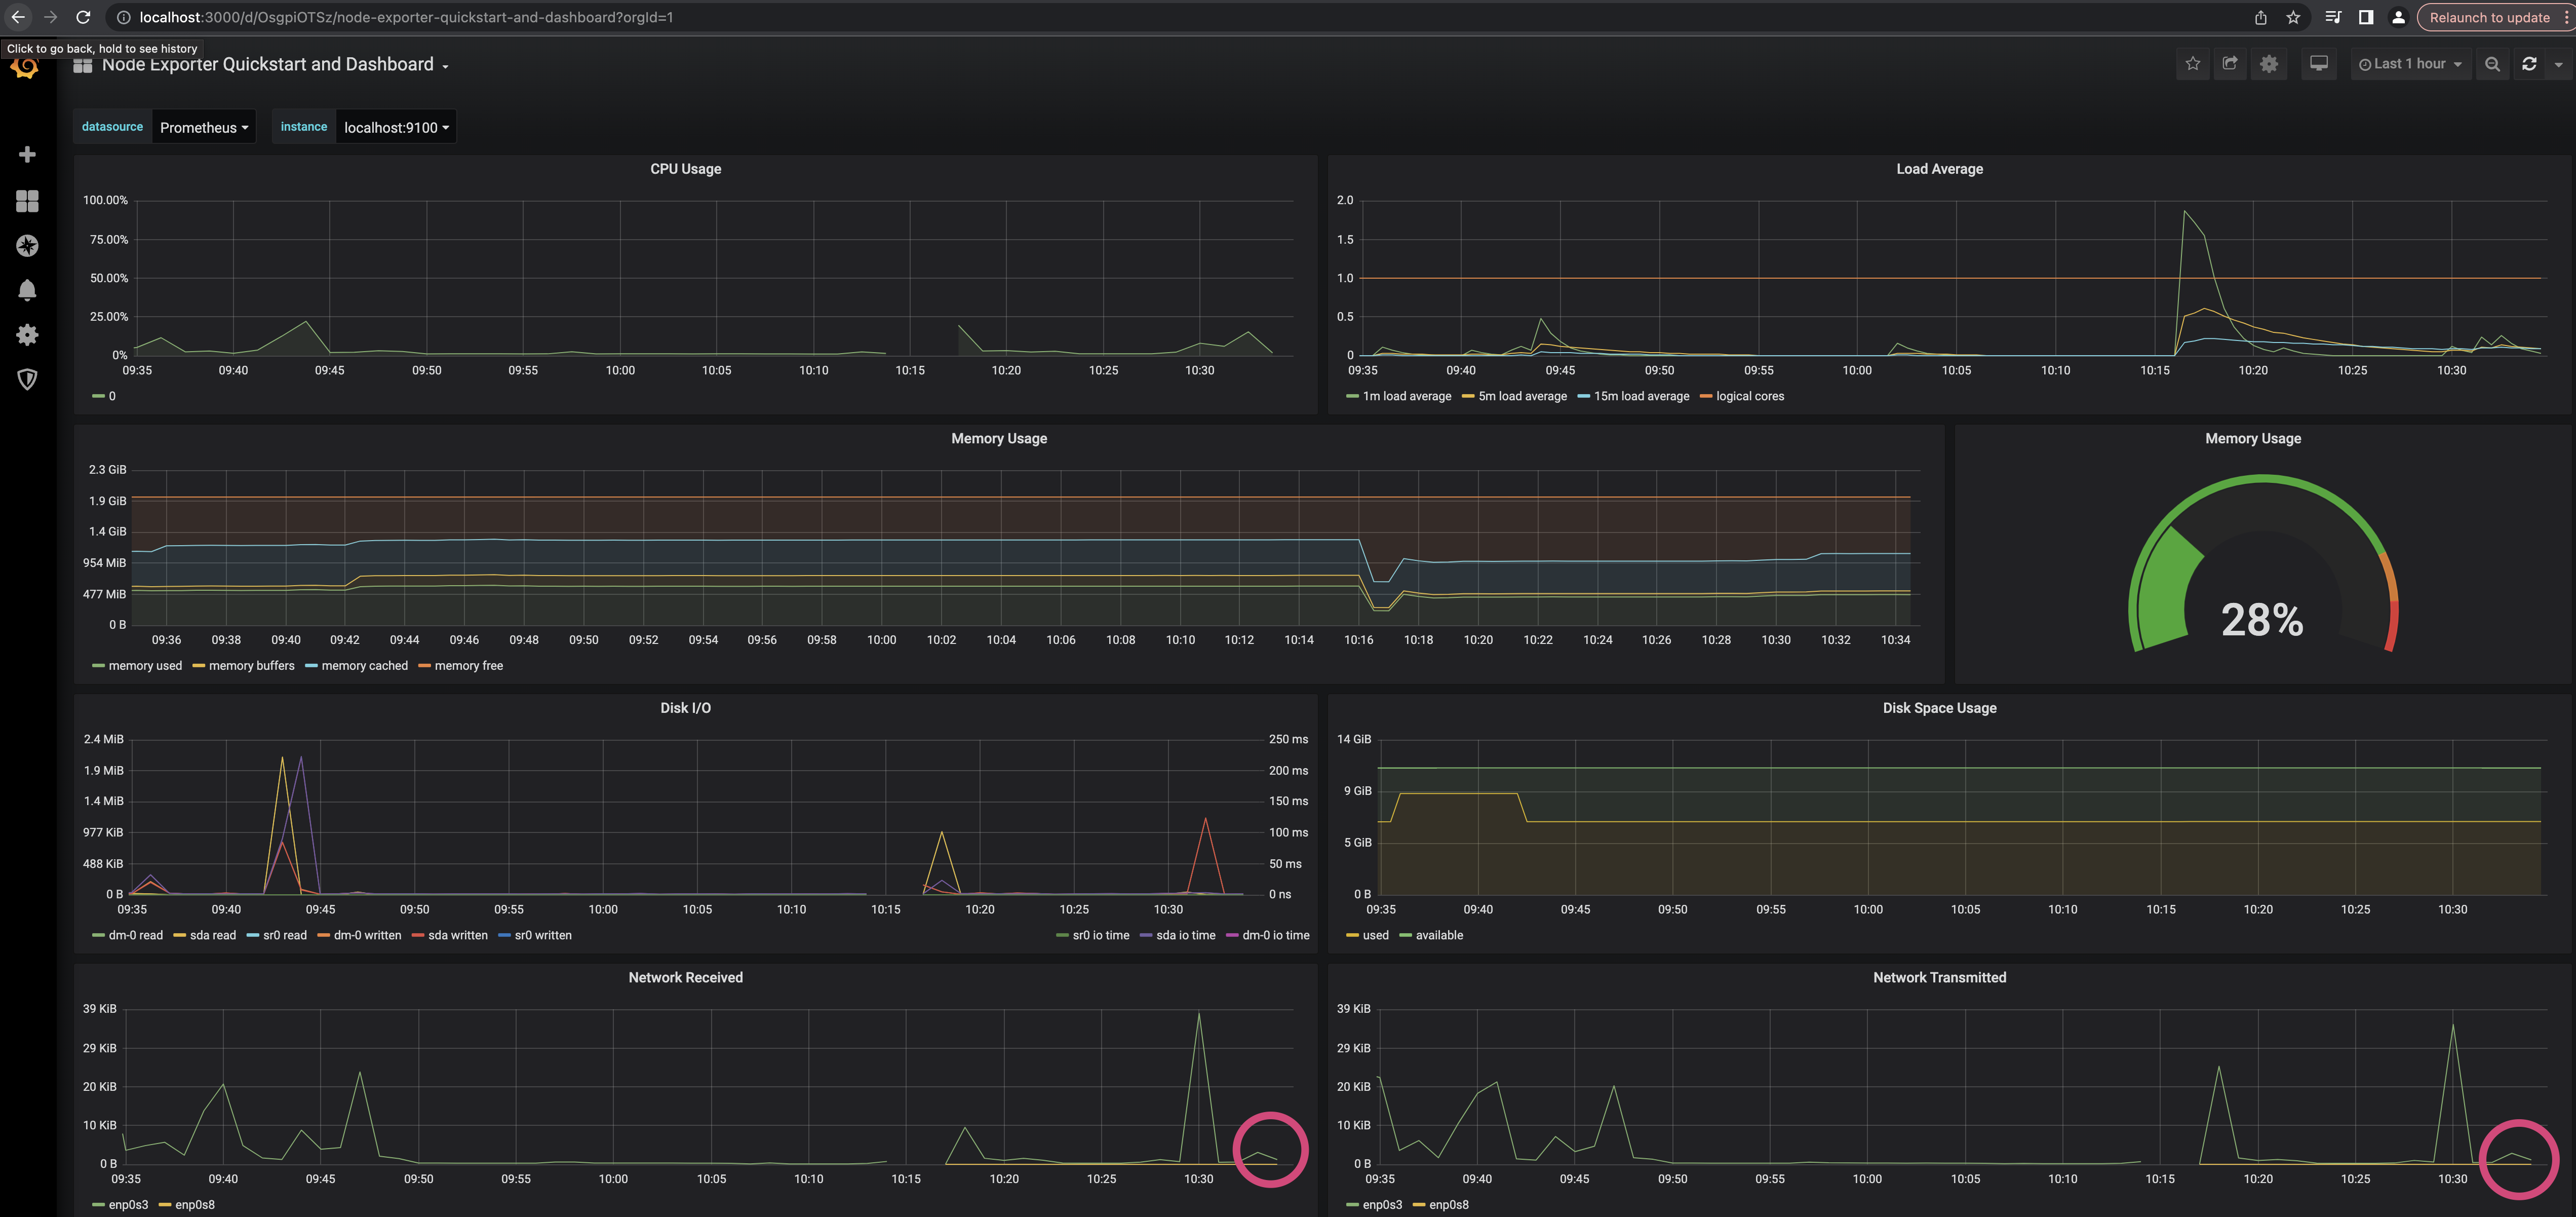 localhost:3000/d/OsgpiOTSz/node-exporter-quickstart-and-dashboard?orgId=1
Relaunch to update
Click to go back, hold to see history
Node Exporter Quickstart and Dashboard
Last 1 hour
datasource Prometheus instance localhost:9100
CPU Usage
100.00%
75.00%
50.00%
25.00%
0%
09:35 09:40 09:45 09:50 09:55 10:00 10:05 10:10 10:15 10:20 10:25 10:30
0
Load Average
2.0
1.5
1.0
0.5
0
09:35 09:40 09:45 09:50 09:55 10:00 10:05 10:10 10:15 10:20 10:25 10:30
1m load average 5m load average 15m load average logical cores
Memory Usage
2.3 GiB
1.9 GiB
1.4 GiB
954 MiB
477 MiB
0 B
09:36 09:38 09:40 09:42 09:44 09:46 09:48 09:50 09:52 09:54 09:56 09:58 10:00 10:02 10:04 10:06 10:08 10:10 10:12 10:14 10:16 10:18 10:20 10:22 10:24 10:26 10:28 10:30 10:32 10:34
memory used memory buffers memory cached memory free
Memory Usage
28%
Disk I/O
2.4 MiB
1.9 MiB
1.4 MiB
977 KiB
488 KiB
0 B
250 ms
200 ms
150 ms
100 ms
50 ms
0 ns
09:35 09:40 09:45 09:50 09:55 10:00 10:05 10:10 10:15 10:20 10:25 10:30
dm-0 read sda read sr0 read dm-0 written sda written sr0 written sr0 io time sda io time dm-0 io time
Disk Space Usage
14 GiB
9 GiB
5 GiB
0 B
09:35 09:40 09:45 09:50 09:55 10:00 10:05 10:10 10:15 10:20 10:25 10:30
used available
Network Received
39 KiB
29 KiB
20 KiB
10 KiB
0 B
09:35 09:40 09:45 09:50 09:55 10:00 10:05 10:10 10:15 10:20 10:25 10:30
enp0s3 enp0s8
Network Transmitted
39 KiB
29 KiB
20 KiB
10 KiB
0 B
09:35 09:40 09:45 09:50 09:55 10:00 10:05 10:10 10:15 10:20 10:25 10:30
enp0s3 enp0s8